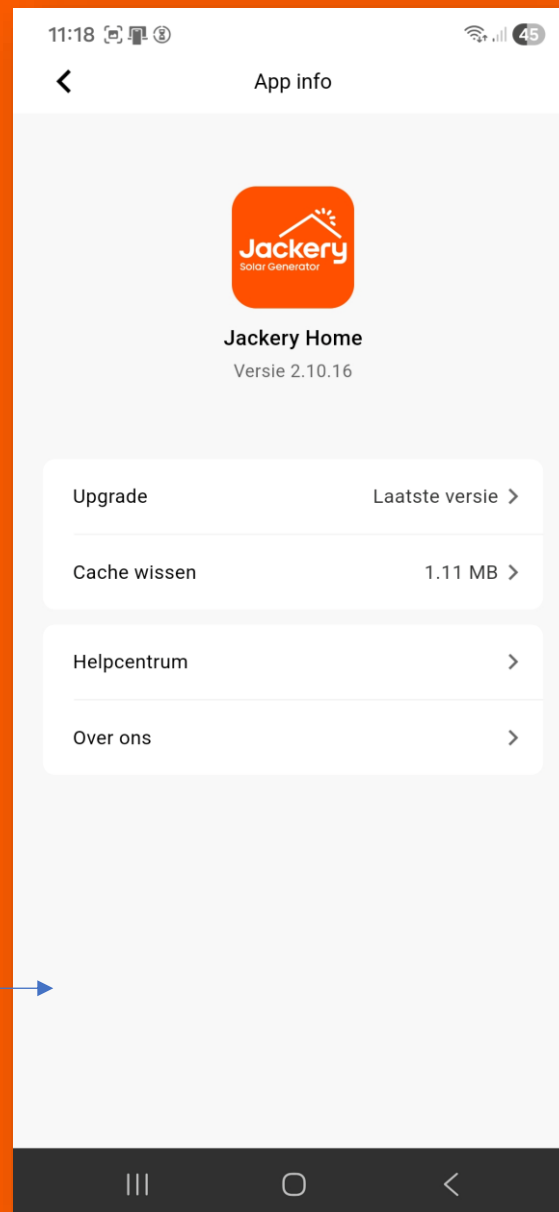 11:18
45
App info
Jackery
Solar Generator
Jackery Home
Versie 2.10.16
Upgrade
Laatste versie
Cache wissen
1.11 MB
Helpcentrum
Over ons